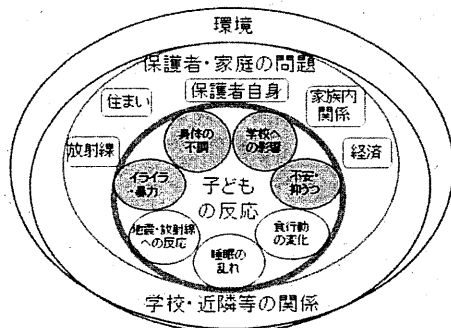 環境
保護者・家庭の問題
保護者自身
住まい
家族内
関係
放射線
経済
身体の
不調
学校へ
の影響
イライラ
暴力
不安・
抑うつ
子ども
の反応
地震・放射線
への反応
食行動
の変化
睡眠の
乱れ
学校・近隣等の関係